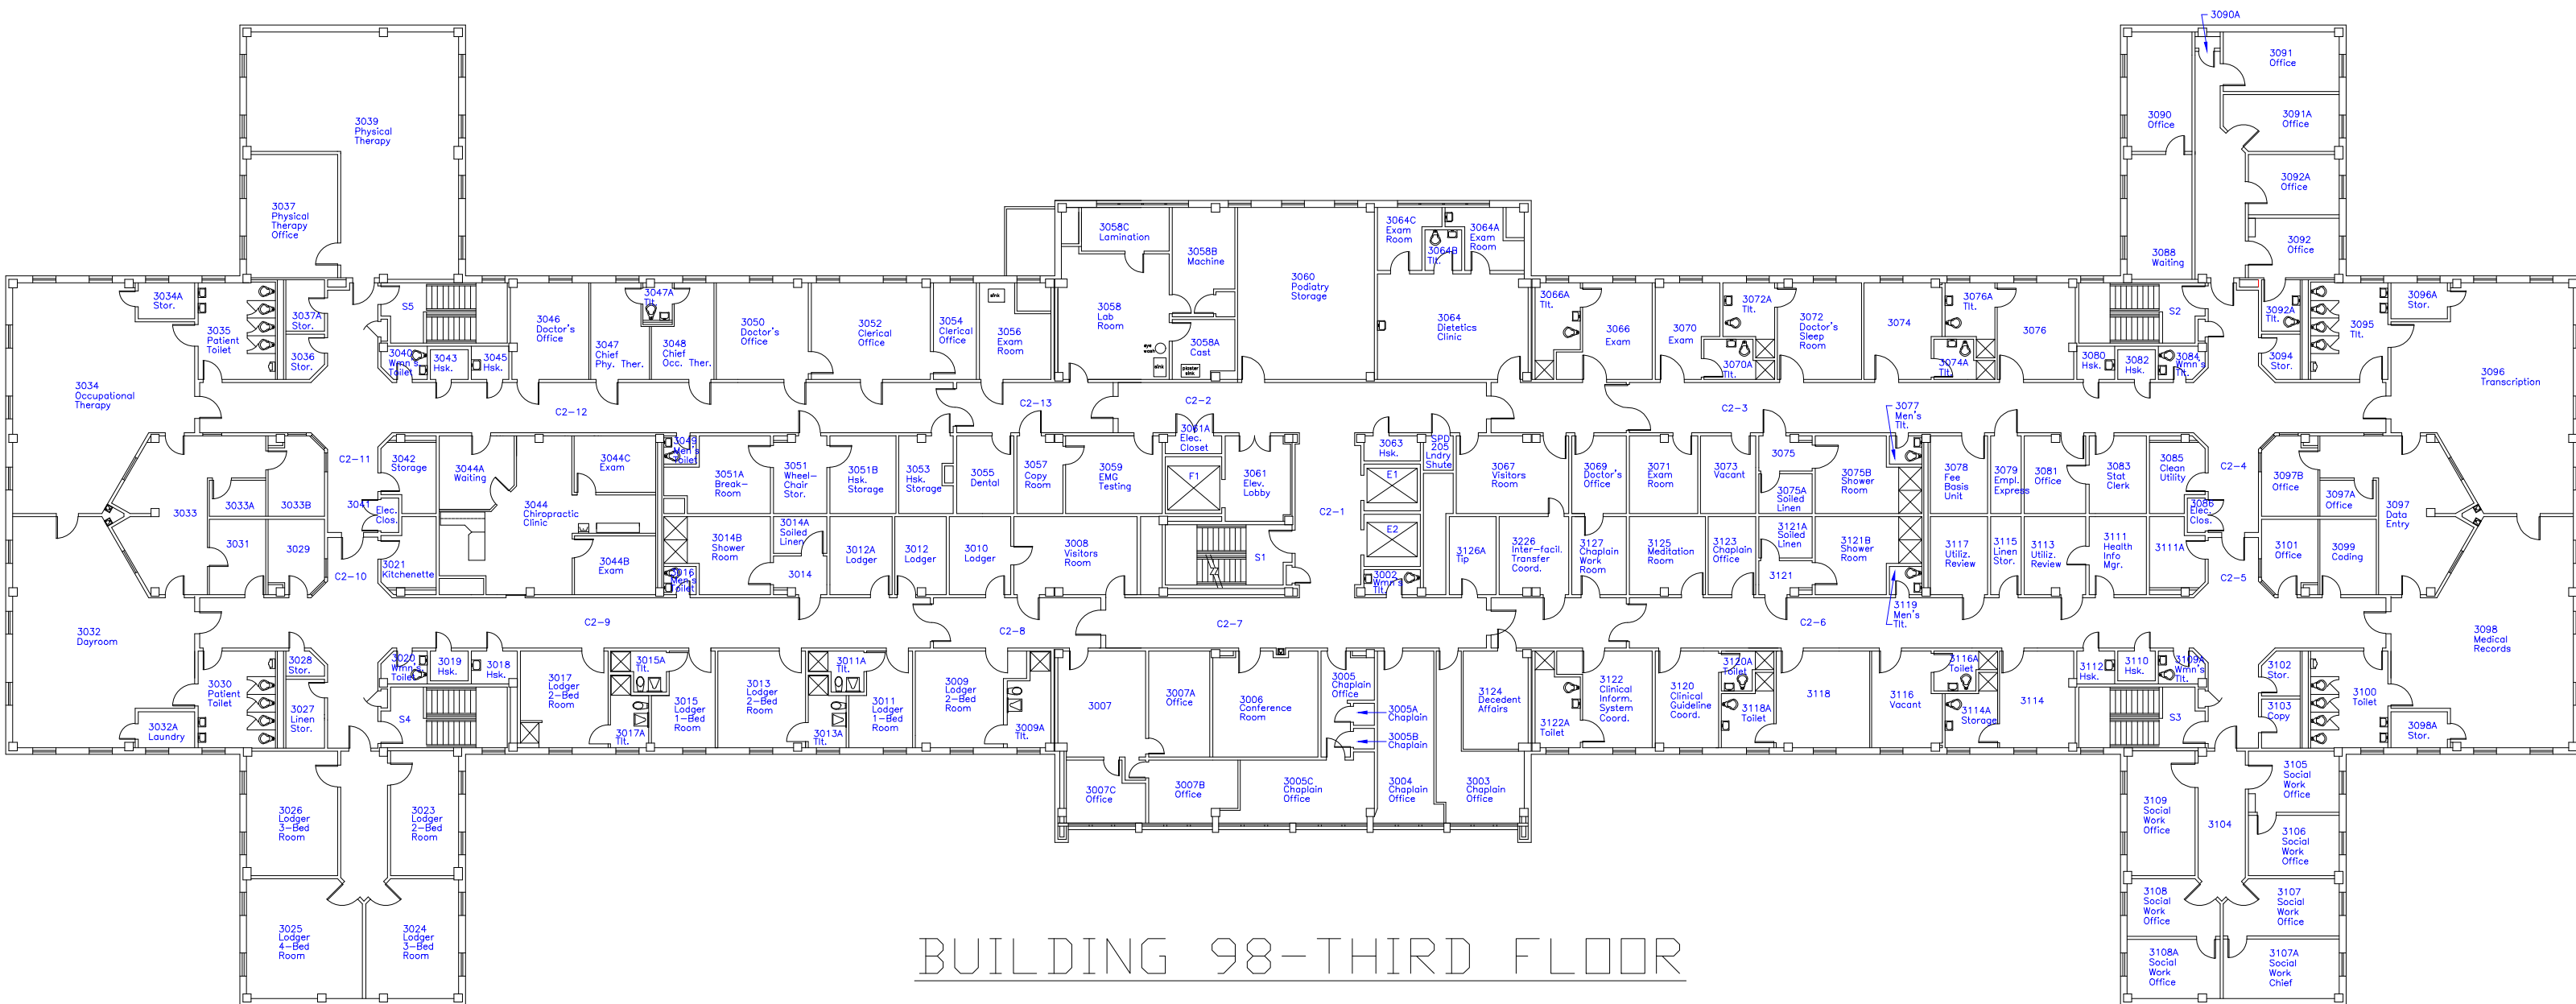 3090A
3091
Office
3090
Office
3091A
Office
3039
Physical
Therapy
3092A
Office
3037
Physical
Therapy
Office
3058C
Lamination
3058B
Machine
3064C
Exam
Room
3064B
Tlt.
3064A
Exam
Room
3088
Waiting
3092
Office
3034A
Stor.
3035
Patient
Toilet
3037A
Stor.
3036
Stor.
S5
3040
Wmn's
Toilet
3043
Hsk.
3045
Hsk.
3046
Doctor's
Office
3047
Chief
Phy. Ther.
3047A
Tlt.
3048
Chief
Occ. Ther.
3050
Doctor's
Office
3052
Clerical
Office
3054
Clerical
Office
sink
3056
Exam
Room
3058
Lab
Room
eye
wash
sink
3058A
Cast
plaster
sink
3060
Podiatry
Storage
3064
Dietetics
Clinic
3066A
Tlt.
3066
Exam
3070
Exam
3072A
Tlt.
3070A
Tlt.
3072
Doctor's
Sleep
Room
3074
3076A
Tlt.
3074A
Tlt.
3076
S2
3080
Hsk.
3082
Hsk.
3084
Wmn's
Tlt.
3092A
Tlt.
3094
Stor.
3095
Tlt.
3096A
Stor.
3034
Occupational
Therapy
C2-12
C2-13
C2-2
C2-3
3077
Men's
Tlt.
3096
Transcription
3033
3033A
3033B
C2-11
3041
Elec.
Clos.
3042
Storage
3044A
Waiting
3044
Chiropractic
Clinic
3044C
Exam
3049
Men's
Toilet
3051A
Break-
Room
3051
Wheel-
Chair
Stor.
3051B
Hsk.
Storage
3053
Hsk.
Storage
3055
Dental
3057
Copy
Room
3059
EMG
Testing
3061A
Elec.
Closet
F1
3061
Elev.
Lobby
C2-1
3063
Hsk.
E1
SPD
205
Lndry
Shute
3067
Visitors
Room
3069
Doctor's
Office
3071
Exam
Room
3073
Vacant
3075
3075A
Soiled
Linen
3075B
Shower
Room
3078
Fee
Basis
Unit
3079
Empl.
Express
3081
Office
3083
Stat
Clerk
3085
Clean
Utility
C2-4
3086
Elec.
Clos.
3097B
Office
3097A
Office
3097
Data
Entry
3031
3029
C2-10
3021
Kitchenette
3044B
Exam
3014B
Shower
Room
3016
Men's
Toilet
3014A
Soiled
Linen
3014
3012A
Lodger
3012
Lodger
3010
Lodger
3008
Visitors
Room
S1
E2
3002
Wmn's
Tlt.
3126A
Tip
3226
Inter-facil.
Transfer
Coord.
3127
Chaplain
Work
Room
3125
Meditation
Room
3123
Chaplain
Office
3121A
Soiled
Linen
3121
3121B
Shower
Room
3117
Utiliz.
Review
3115
Linen
Stor.
3113
Utiliz.
Review
3111
Health
Info
Mgr.
3111A
C2-5
3101
Office
3099
Coding
3032
Dayroom
C2-9
C2-8
C2-7
C2-6
3119
Men's
Tlt.
3098
Medical
Records
3030
Patient
Toilet
3028
Stor.
3027
Linen
Stor.
3032A
Laundry
3020
Wmn's
Toilet
3019
Hsk.
3018
Hsk.
S4
3017
Lodger
2-Bed
Room
3015A
Tlt.
3017A
Tlt.
3015
Lodger
1-Bed
Room
3013
Lodger
2-Bed
Room
3011A
Tlt.
3013A
Tlt.
3011
Lodger
1-Bed
Room
3009
Lodger
2-Bed
Room
3009A
Tlt.
3007
3007A
Office
3006
Conference
Room
3005
Chaplain
Office
3005A
Chaplain
3005B
Chaplain
3124
Decedent
Affairs
3122A
Toilet
3122
Clinical
Inform.
System
Coord.
3120
Clinical
Guideline
Coord.
3120A
Toilet
3118A
Toilet
3118
3116
Vacant
3116A
Toilet
3114A
Storage
3114
3112
Hsk.
3110
Hsk.
3109A
Wmn's
Tlt.
S3
3102
Stor.
3103
Copy
3100
Toilet
3098A
Stor.
3007C
Office
3007B
Office
3005C
Chaplain
Office
3004
Chaplain
Office
3003
Chaplain
Office
3026
Lodger
3-Bed
Room
3023
Lodger
2-Bed
Room
3109
Social
Work
Office
3104
3105
Social
Work
Office
3106
Social
Work
Office
3025
Lodger
4-Bed
Room
3024
Lodger
3-Bed
Room
3108
Social
Work
Office
3107
Social
Work
Office
3108A
Social
Work
Office
3107A
Social
Work
Chief
BUILDING 98-THIRD FLOOR